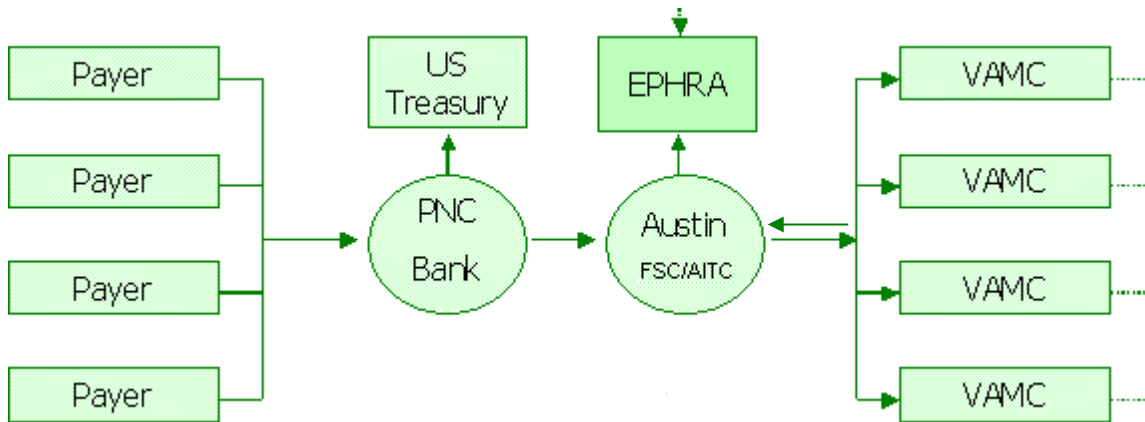 Payer
Payer
Payer
Payer
US
Treasury
PNC
Bank
EPHRA
Austin
FSC/AITC
VAMC
VAMC
VAMC
VAMC